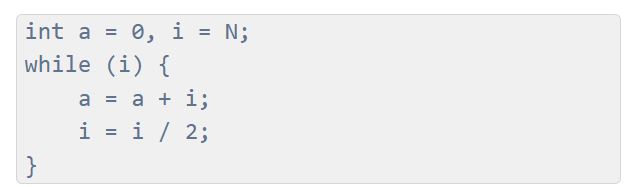 int a = 0, i = N;
while (i) {
    a = a + i;
    i = i / 2;
}